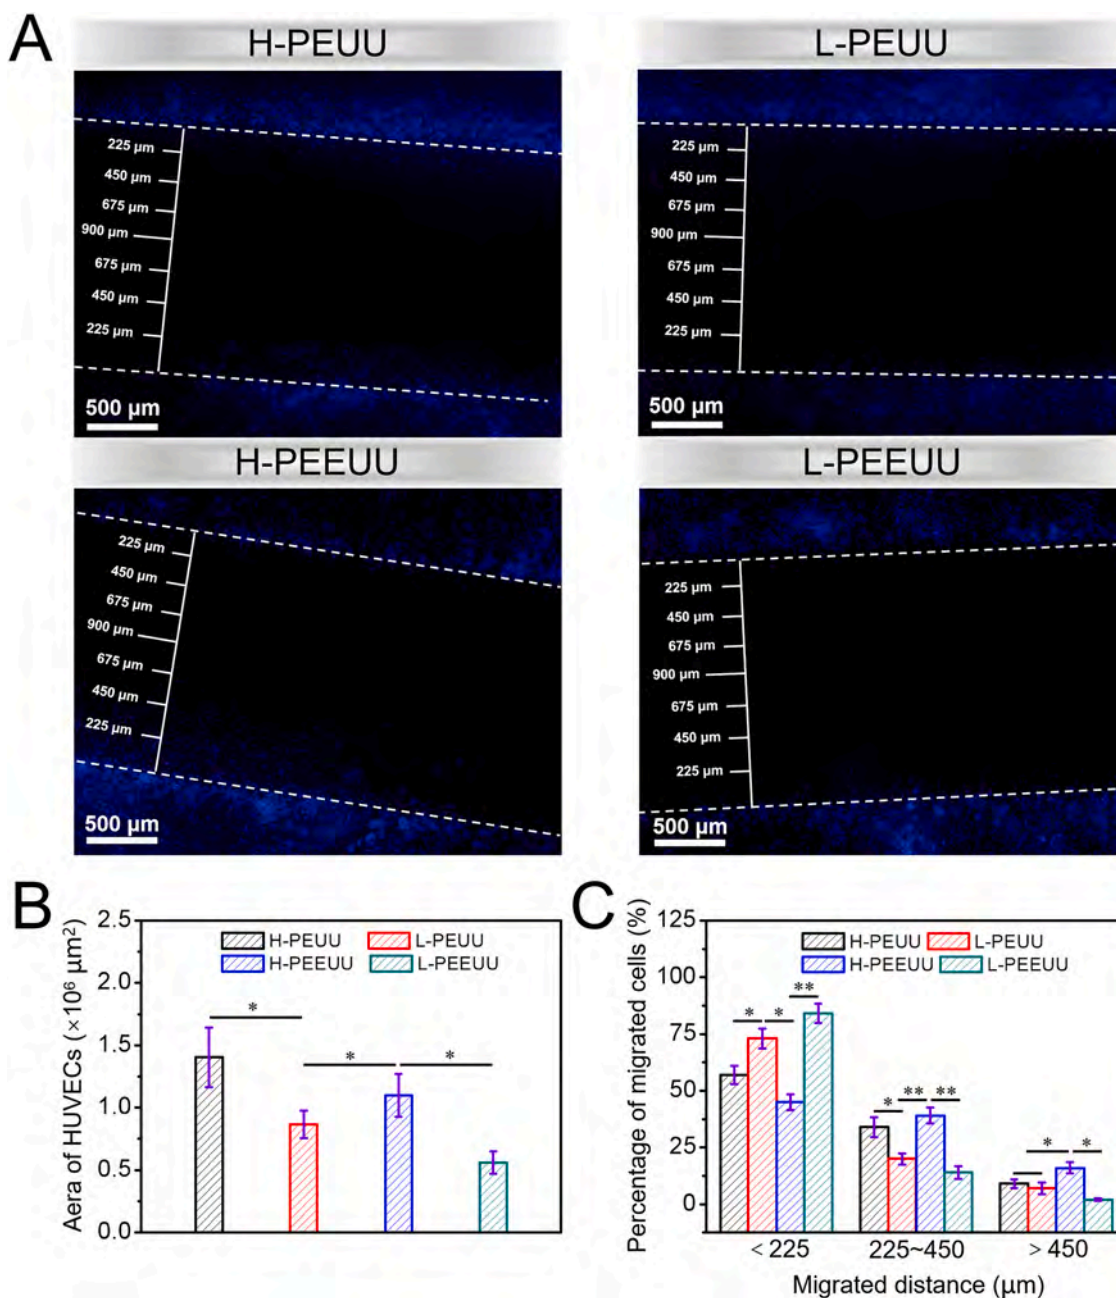 A
H-PEUU
L-PEUU
225 µm
450 µm
675 µm
900 µm
675 µm
450 µm
225 µm
500 µm
225 µm
450 µm
675 µm
900 µm
675 µm
450 µm
225 µm
500 µm
H-PEEUU
L-PEEUU
225 µm
450 µm
675 µm
900 µm
675 µm
450 µm
225 µm
500 µm
225 µm
450 µm
675 µm
900 µm
675 µm
450 µm
225 µm
500 µm
B
Aera of HUVECs (×10⁶ µm²)
2.5
2.0
1.5
1.0
0.5
0.0
H-PEUU L-PEUU
H-PEEUU L-PEEUU
*
*
*
C
Percentage of migrated cells (%)
125
100
75
50
25
0
H-PEUU L-PEUU
H-PEEUU L-PEEUU
* * **
* ** **
* *
< 225 225~450 > 450
Migrated distance (µm)